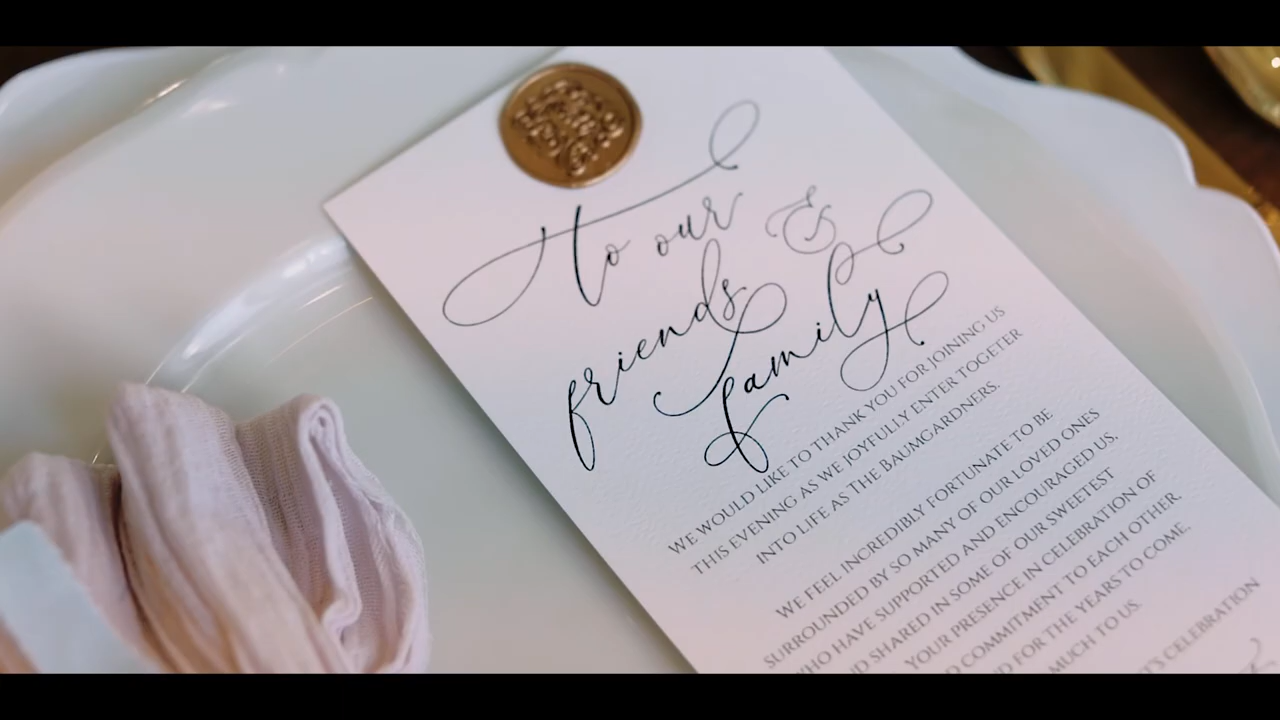 to our
friends &
family
WE WOULD LIKE TO THANK YOU FOR JOINING US
THIS EVENING AS WE JOYFULLY ENTER TOGETER
INTO LIFE AS THE BAUMGARDNERS.
WE FEEL INCREDIBLY FORTUNATE TO BE
SURROUNDED BY SO MANY OF OUR LOVED ONES
WHO HAVE SUPPORTED AND ENCOURAGED US,
SHARED IN SOME OF OUR SWEETEST
YOUR PRESENCE IN CELEBRATION OF
COMMITMENT TO EACH OTHER,
FOR THE YEARS TO COME.
MUCH TO US.
CELEBRATION